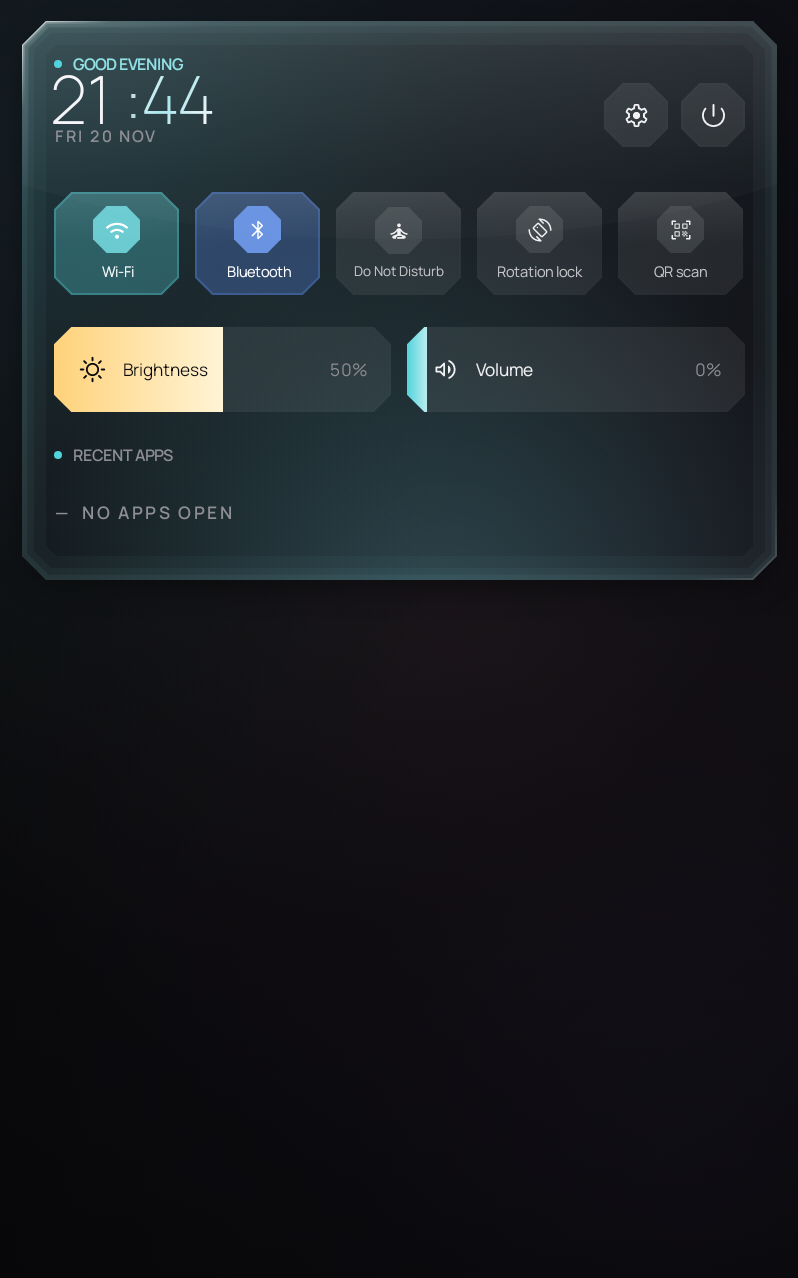 GOOD EVENING
21 :44
FRI 20 NOV
Wi-Fi
Bluetooth
Do Not Disturb
Rotation lock
QR scan
Brightness 50%
Volume 0%
RECENT APPS
— NO APPS OPEN